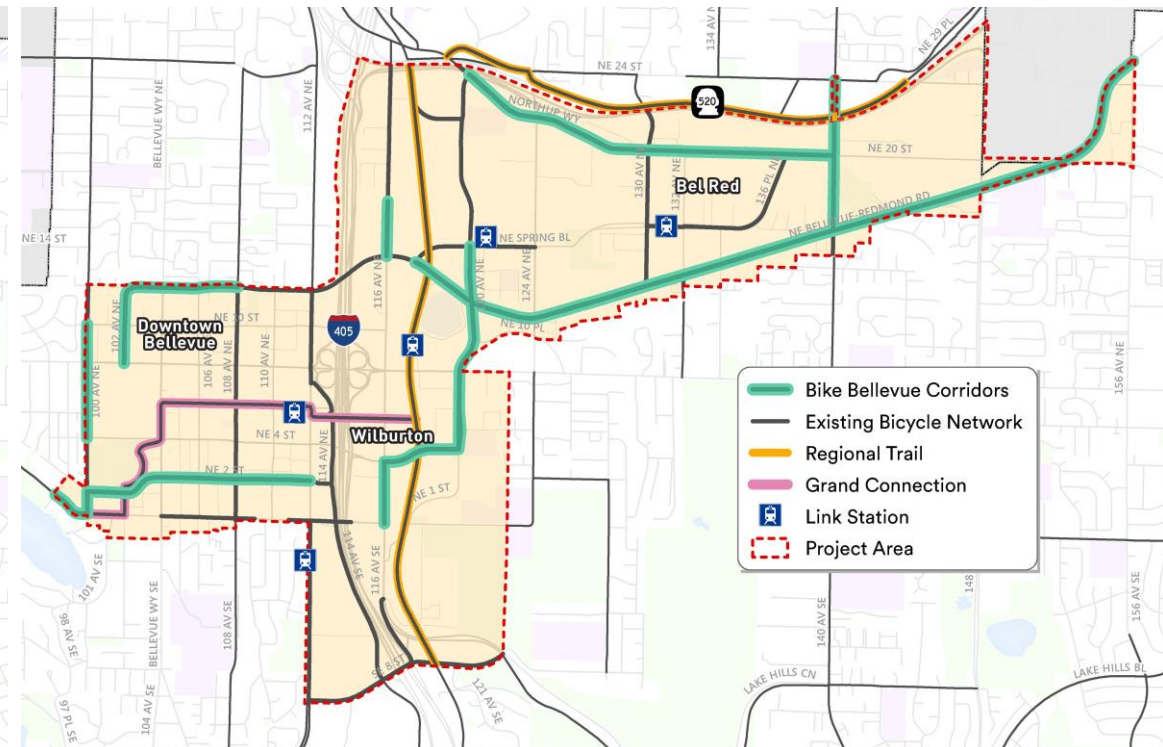 134 AV N
NE 29 PL
NE 24 ST
520
BELLEVUE WY NE
112 AV NE
NORTHUP WY
NE 20 ST
130 AV NE
132 AV NE
136 PL N
Bel Red
NE BELLEVUE-REDMOND RD
NE 14 ST
116 AV NE
NE SPRING BL
124 AV NE
NE 10 PL
102 AV NE
Downtown
Bellevue
NE 10 ST
405
100 AV NE
106 AV NE
108 AV NE
110 AV NE
156 AV NE
NE 4 ST
114 AV NE
Wilburton
NE 2 ST
NE 1 ST
Bike Bellevue Corridors
Existing Bicycle Network
Regional Trail
Grand Connection
Link Station
Project Area
101 AV SE
114 AV SE
116 AV SE
98 AV SE
BELLEVUE WY SE
108 AV SE
140 AV SE
148
156 AV SE
SE 8 ST
121 AV SE
LAKE HILLS CN
LAKE HILLS BL
97 PL SE
104 AV SE